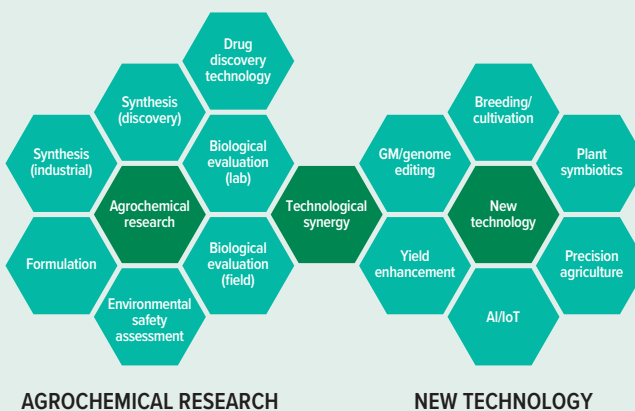 Drug
discovery
technology
Synthesis
(discovery)
Breeding/
cultivation
Synthesis
(industrial)
Biological
evaluation
(lab)
GM/genome
editing
Plant
symbiotics
Agrochemical
research
Technological
synergy
New
technology
Formulation
Biological
evaluation
(field)
Yield
enhancement
Precision
agriculture
Environmental
safety
assessment
AI/IoT
AGROCHEMICAL RESEARCH
NEW TECHNOLOGY